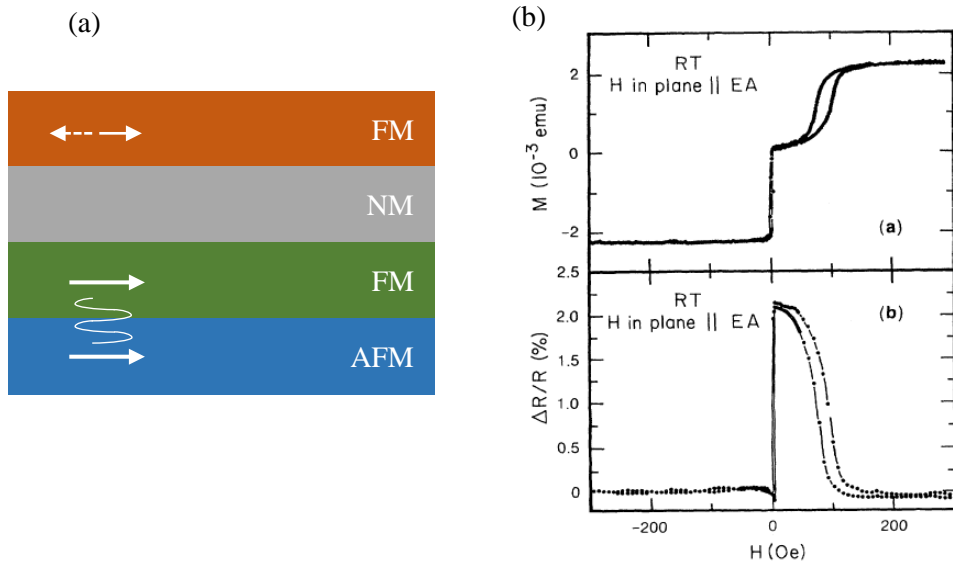 (a)
FM
NM
FM
AFM
(b)
RT
H in plane || EA
M (10⁻³ emu)
2
0
-2
(a)
RT
H in plane || EA
ΔR/R (%)
2.5
2.0
1.5
1.0
0.5
0
(b)
-200
0
200
H (Oe)